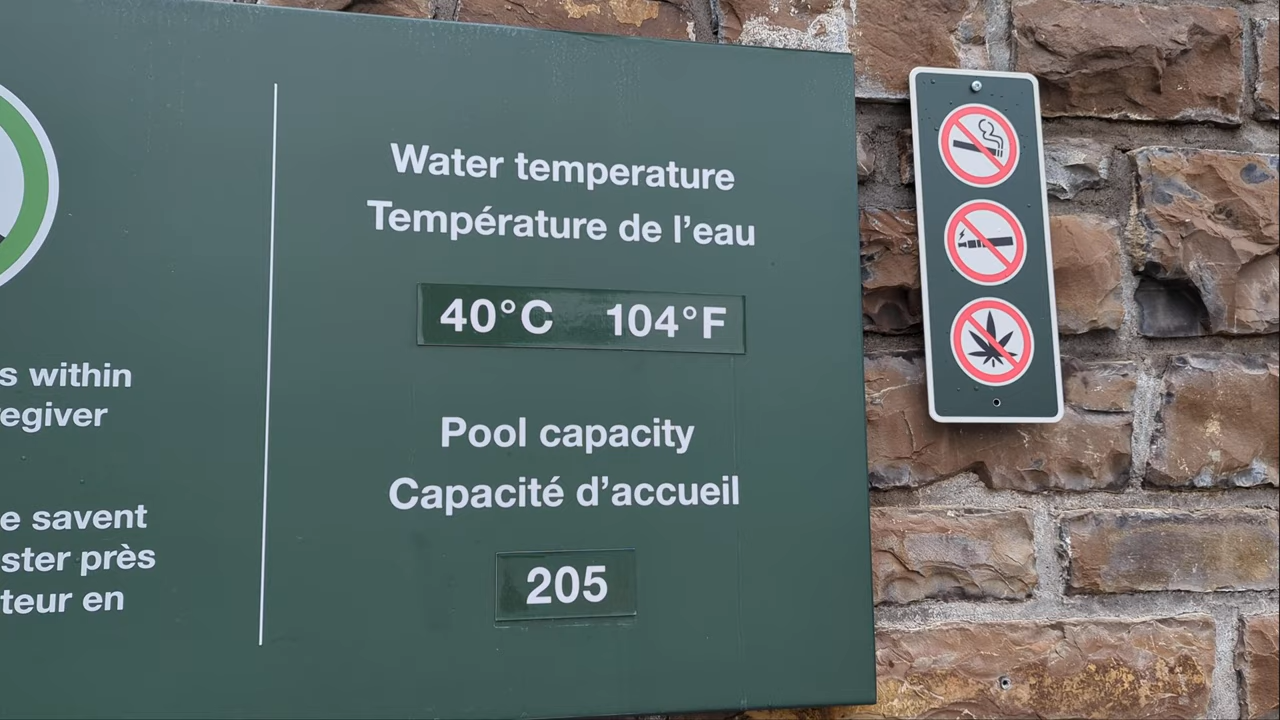 s within
egiver
e savent
ster près
teur en
Water temperature
Température de l'eau
40°C 104°F
Pool capacity
Capacité d'accueil
205